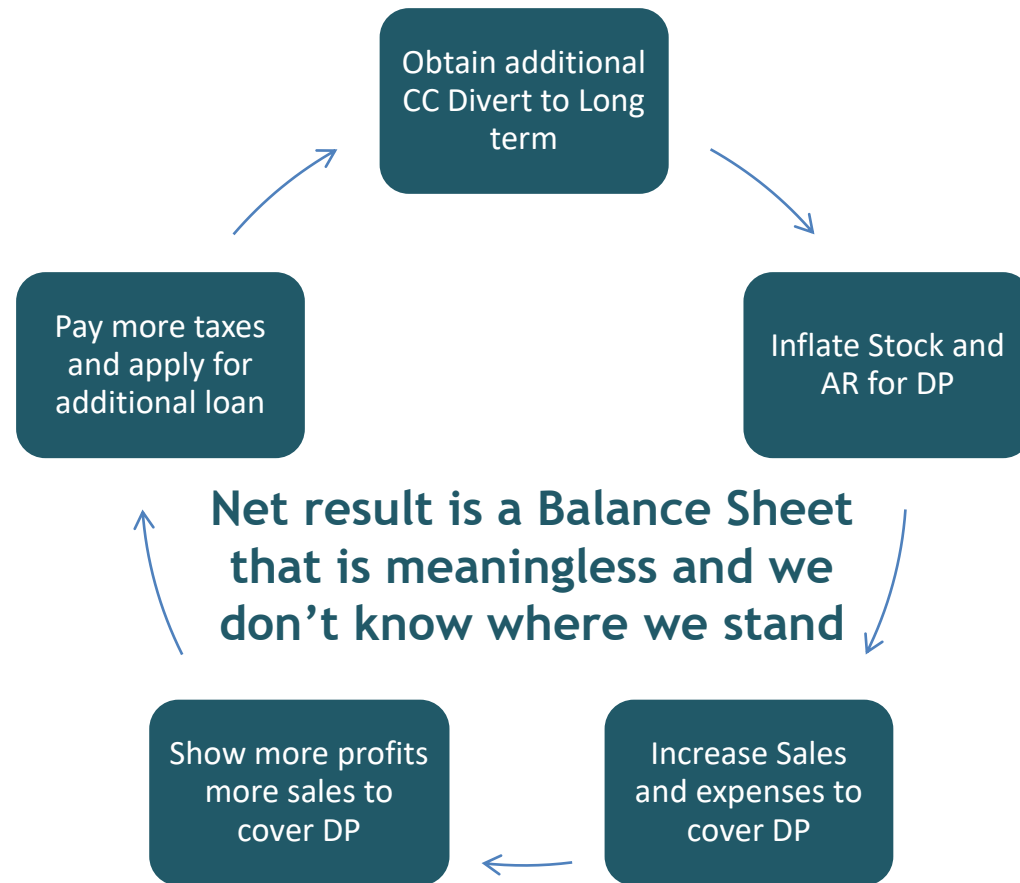 Obtain additional
CC Divert to Long
term
Inflate Stock and
AR for DP
Increase Sales
and expenses to
cover DP
Show more profits
more sales to
cover DP
Pay more taxes
and apply for
additional loan
Net result is a Balance Sheet
that is meaningless and we
don’t know where we stand